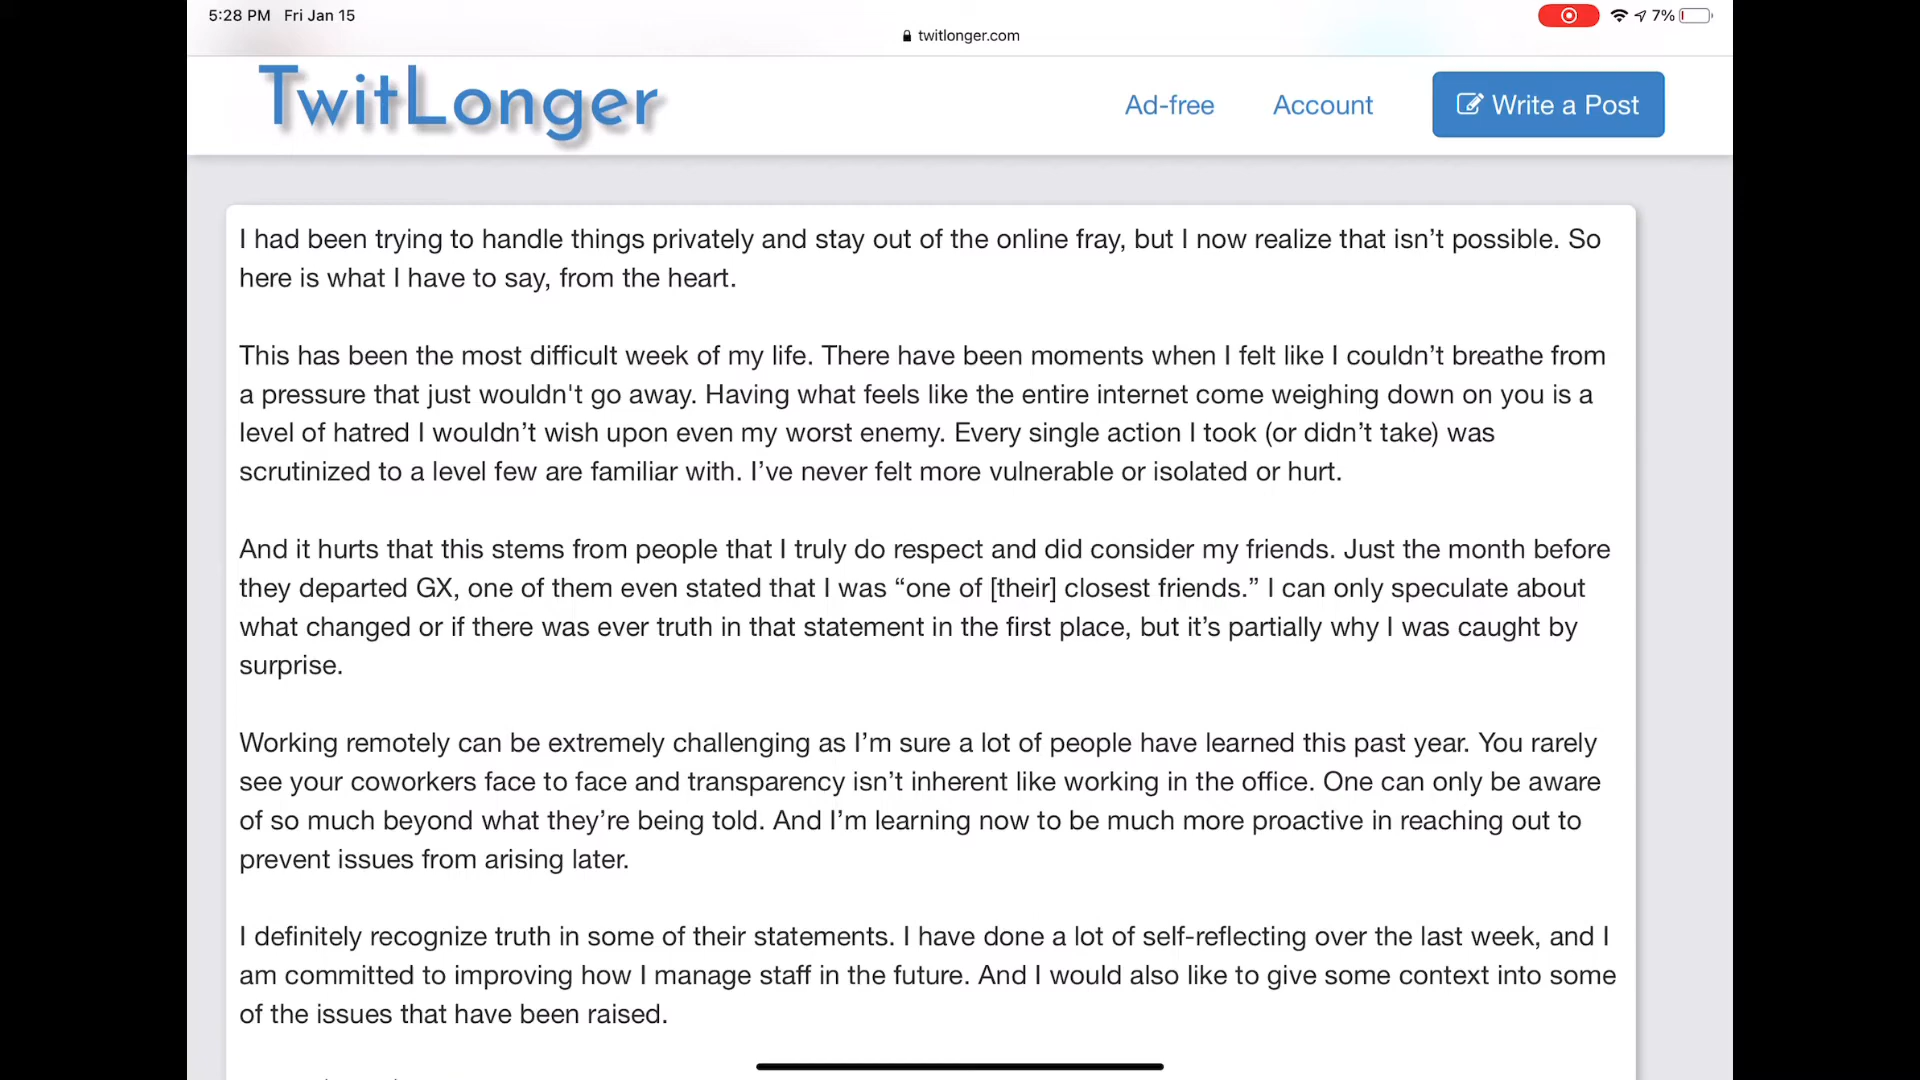 5:28 PM Fri Jan 15
7%
twitlonger.com
TwitLonger
Ad-free
Account
Write a Post
I had been trying to handle things privately and stay out of the online fray, but I now realize that isn’t possible. So
here is what I have to say, from the heart.
This has been the most difficult week of my life. There have been moments when I felt like I couldn’t breathe from
a pressure that just wouldn't go away. Having what feels like the entire internet come weighing down on you is a
level of hatred I wouldn’t wish upon even my worst enemy. Every single action I took (or didn’t take) was
scrutinized to a level few are familiar with. I’ve never felt more vulnerable or isolated or hurt.
And it hurts that this stems from people that I truly do respect and did consider my friends. Just the month before
they departed GX, one of them even stated that I was “one of [their] closest friends.” I can only speculate about
what changed or if there was ever truth in that statement in the first place, but it’s partially why I was caught by
surprise.
Working remotely can be extremely challenging as I’m sure a lot of people have learned this past year. You rarely
see your coworkers face to face and transparency isn’t inherent like working in the office. One can only be aware
of so much beyond what they’re being told. And I’m learning now to be much more proactive in reaching out to
prevent issues from arising later.
I definitely recognize truth in some of their statements. I have done a lot of self-reflecting over the last week, and I
am committed to improving how I manage staff in the future. And I would also like to give some context into some
of the issues that have been raised.